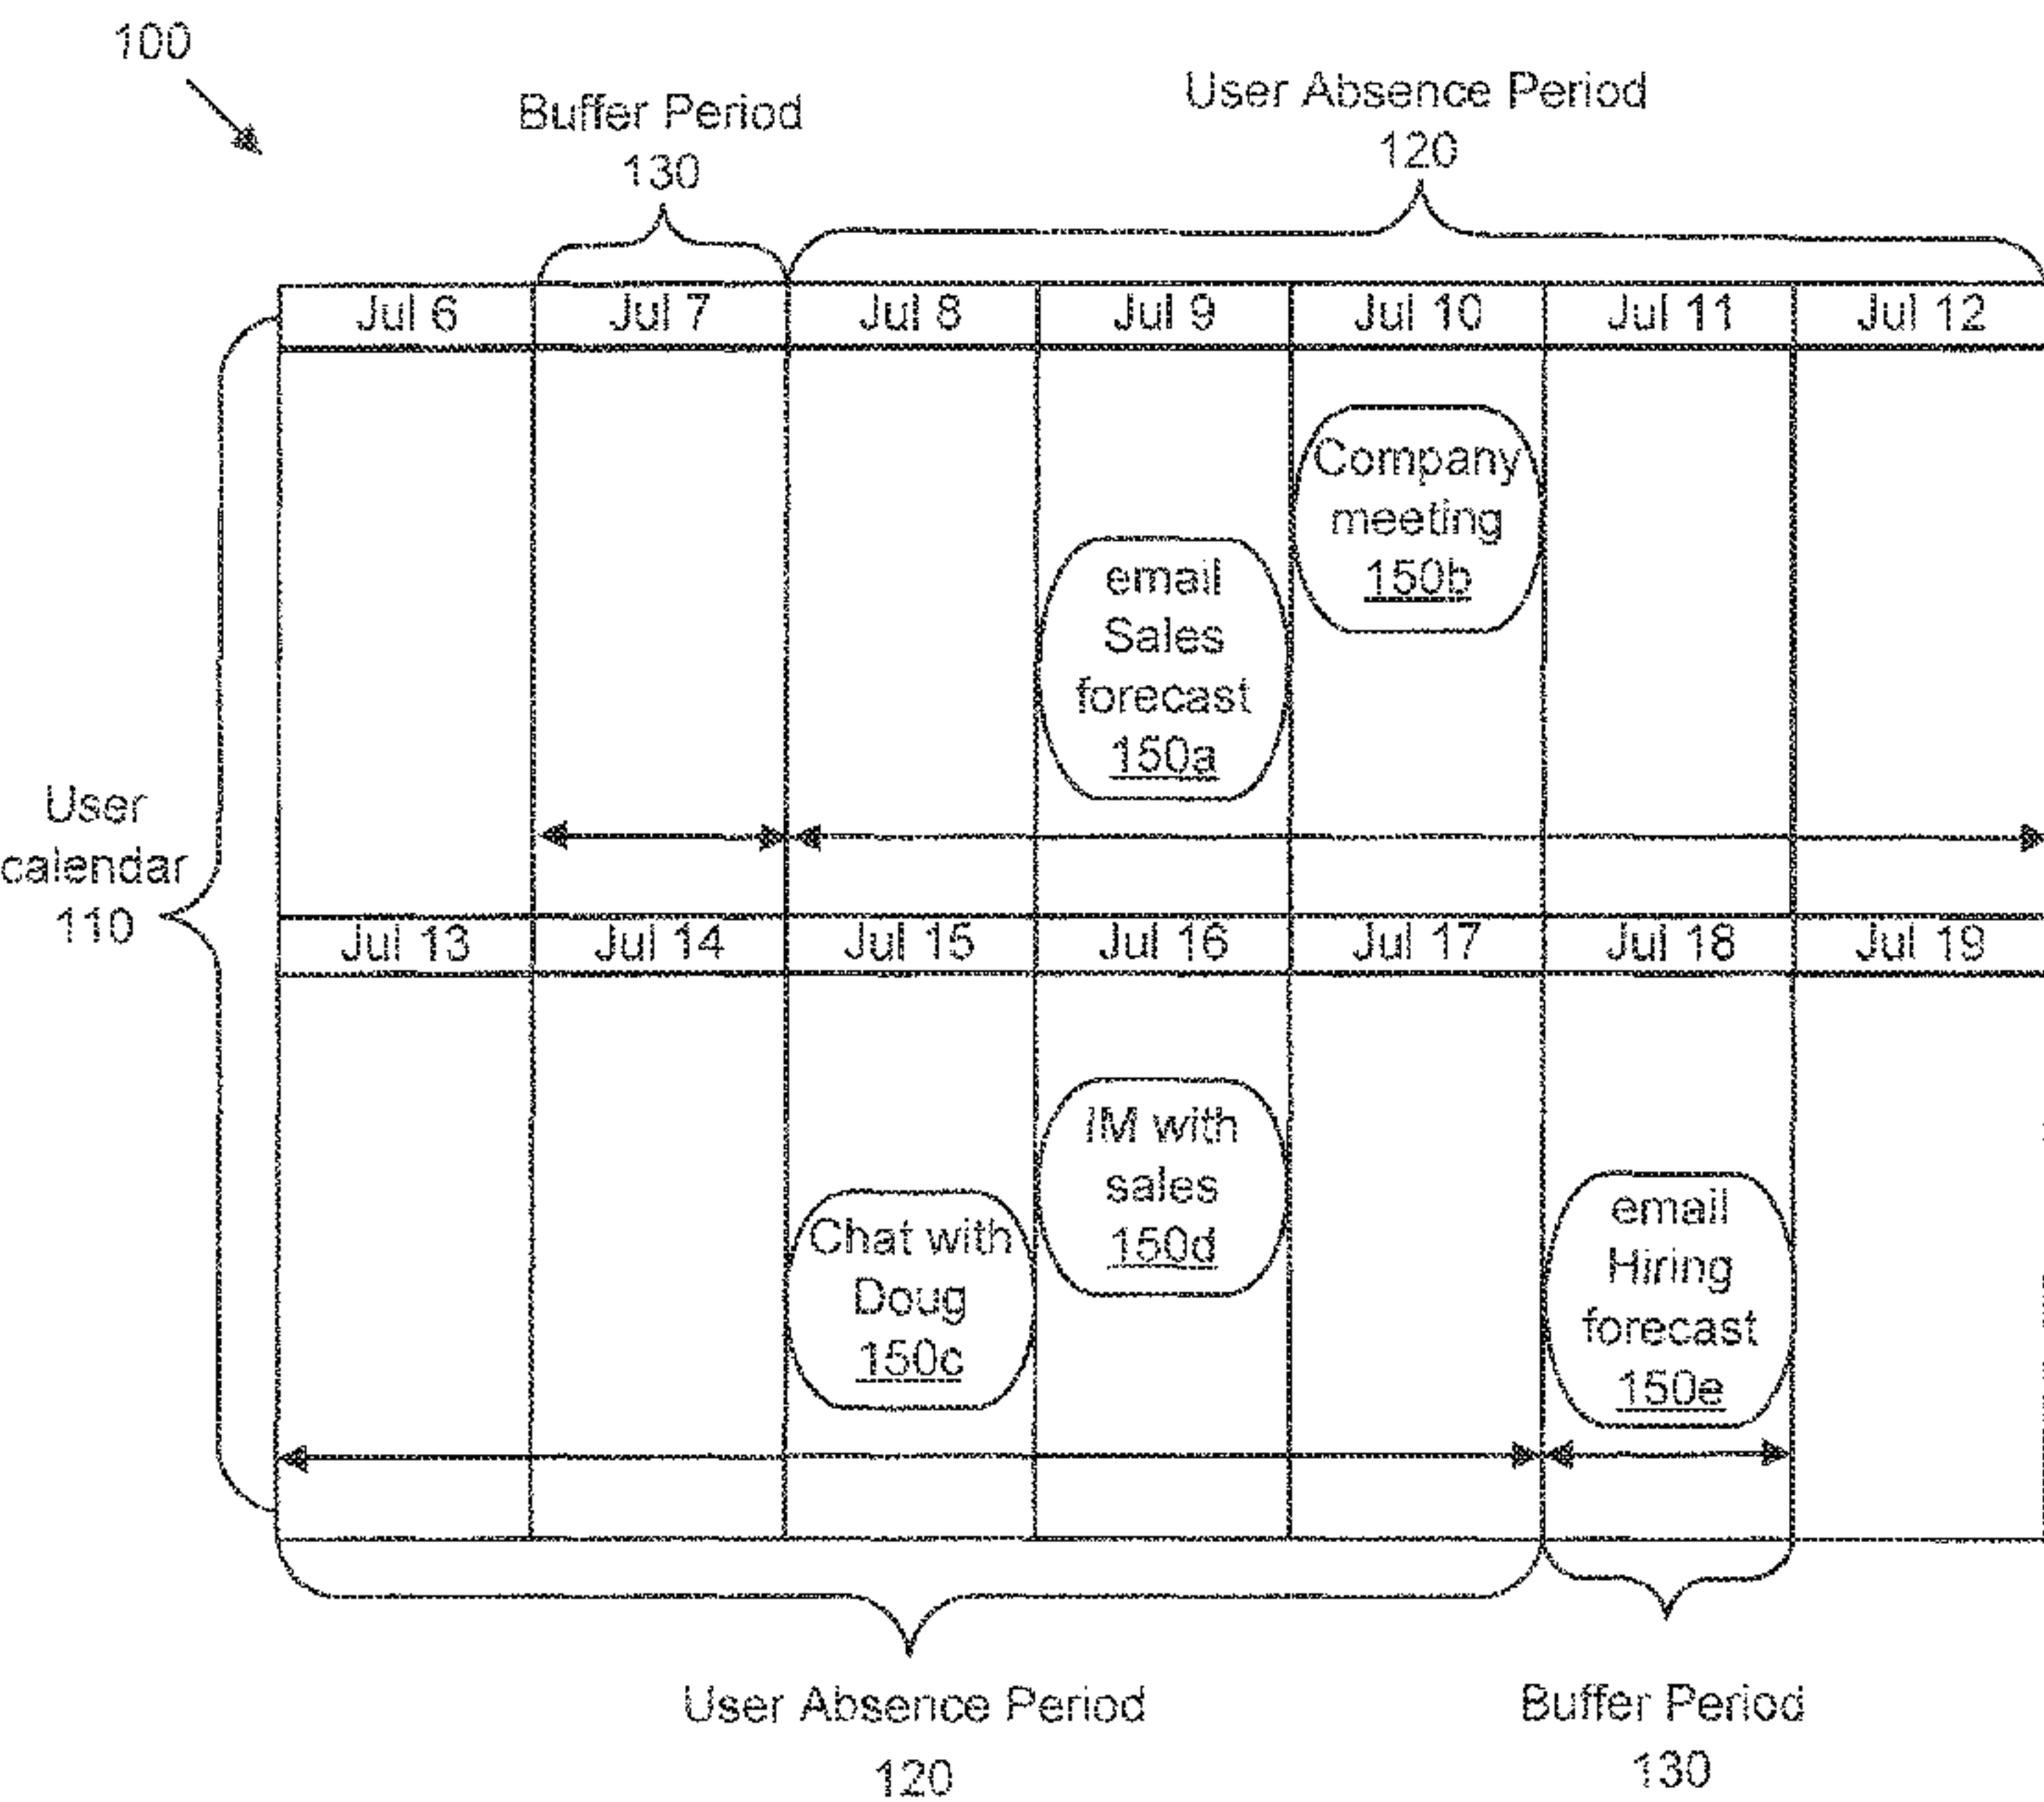 100
Buffer Period
130
User Absence Period
120
Jul 6 Jul 7 Jul 8 Jul 9 Jul 10 Jul 11 Jul 12
Company
meeting
150b
email
Sales
forecast
150a
User
calendar
110
Jul 13 Jul 14 Jul 15 Jul 16 Jul 17 Jul 18 Jul 19
IM with
sales
150d
Chat with
Doug
150c
email
Hiring
forecast
150e
User Absence Period
120
Buffer Period
130